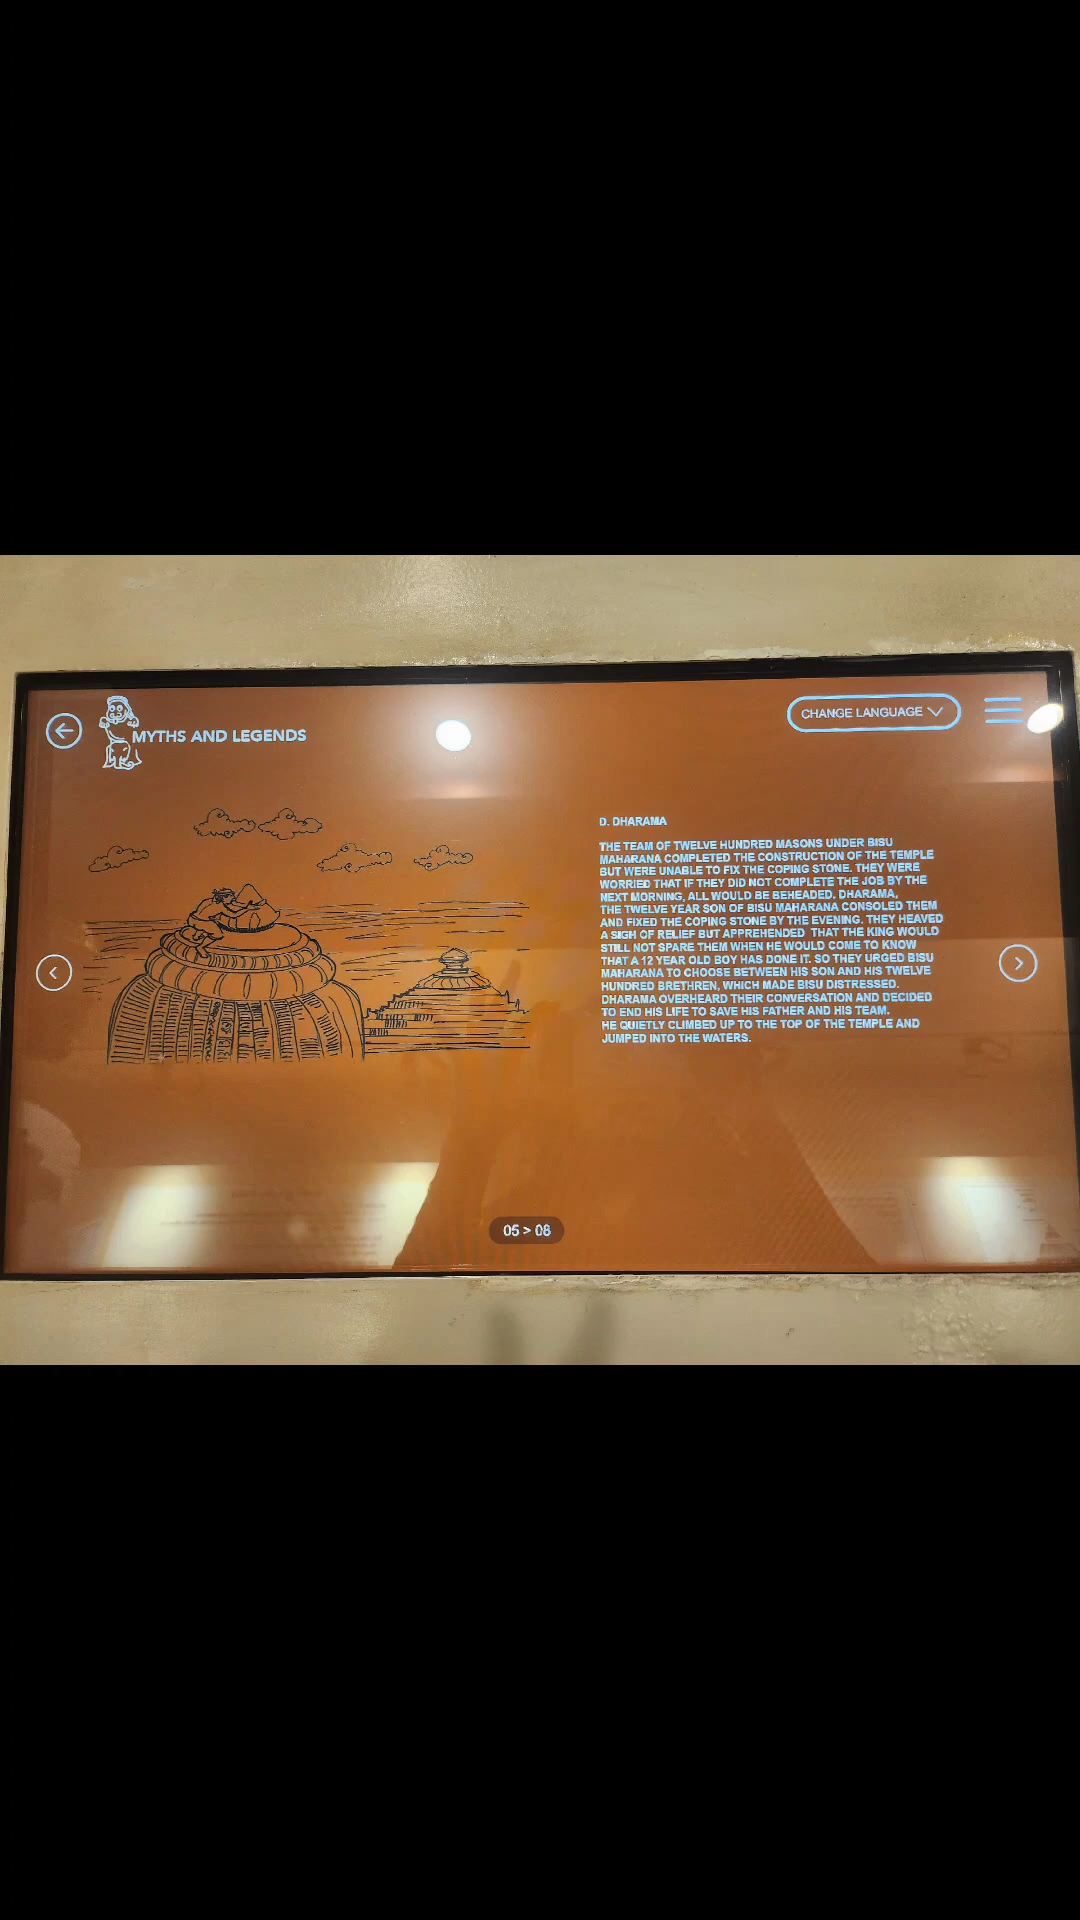 MYTHS AND LEGENDS
CHANGE LANGUAGE
D. DHARAMA
THE TEAM OF TWELVE HUNDRED MASONS UNDER BISU
MAHARANA COMPLETED THE CONSTRUCTION OF THE TEMPLE
BUT WERE UNABLE TO FIX THE COPING STONE. THEY WERE
WORRIED THAT IF THEY DID NOT COMPLETE THE JOB BY THE
NEXT MORNING, ALL WOULD BE BEHEADED. DHARAMA,
THE TWELVE YEAR SON OF BISU MAHARANA CONSOLED THEM
AND FIXED THE COPING STONE BY THE EVENING. THEY HEAVED
A SIGH OF RELIEF BUT APPREHENDED THAT THE KING WOULD
STILL NOT SPARE THEM WHEN HE WOULD COME TO KNOW
THAT A 12 YEAR OLD BOY HAS DONE IT. SO THEY URGED BISU
MAHARANA TO CHOOSE BETWEEN HIS SON AND HIS TWELVE
HUNDRED BRETHREN, WHICH MADE BISU DISTRESSED.
DHARAMA OVERHEARD THEIR CONVERSATION AND DECIDED
TO END HIS LIFE TO SAVE HIS FATHER AND HIS TEAM.
HE QUIETLY CLIMBED UP TO THE TOP OF THE TEMPLE AND
JUMPED INTO THE WATERS.
05 > 08